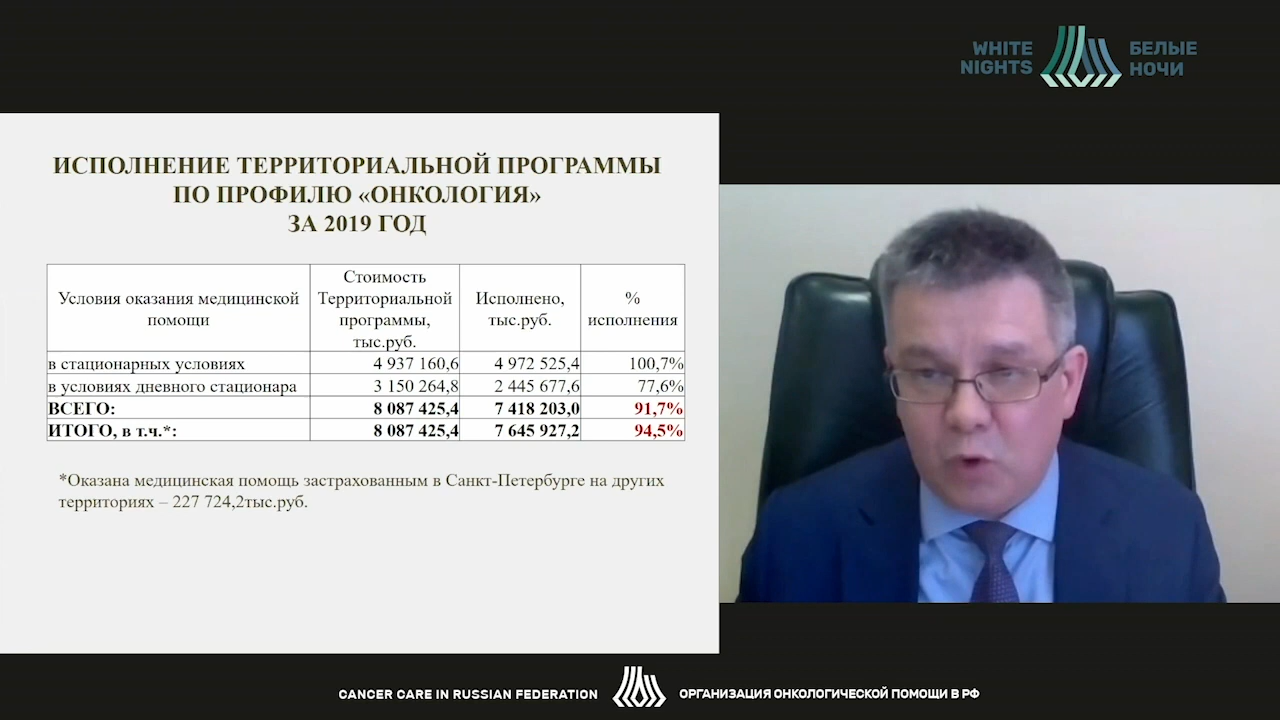 WHITE
NIGHTS
БЕЛЫЕ
НОЧИ
ИСПОЛНЕНИЕ ТЕРРИТОРИАЛЬНОЙ ПРОГРАММЫ
ПО ПРОФИЛЮ «ОНКОЛОГИЯ»
ЗА 2019 ГОД
Условия оказания медицинской
помощи
Стоимость
Территориальной
программы,
тыс.руб.
Исполнено,
тыс.руб.
%
исполнения
в стационарных условиях 4 937 160,6 4 972 525,4 100,7%
в условиях дневного стационара 3 150 264,8 2 445 677,6 77,6%
ВСЕГО: 8 087 425,4 7 418 203,0 91,7%
ИТОГО, в т.ч.*: 8 087 425,4 7 645 927,2 94,5%
*Оказана медицинская помощь застрахованным в Санкт-Петербурге на других
территориях – 227 724,2тыс.руб.
CANCER CARE IN RUSSIAN FEDERATION
ОРГАНИЗАЦИЯ ОНКОЛОГИЧЕСКОЙ ПОМОЩИ В РФ